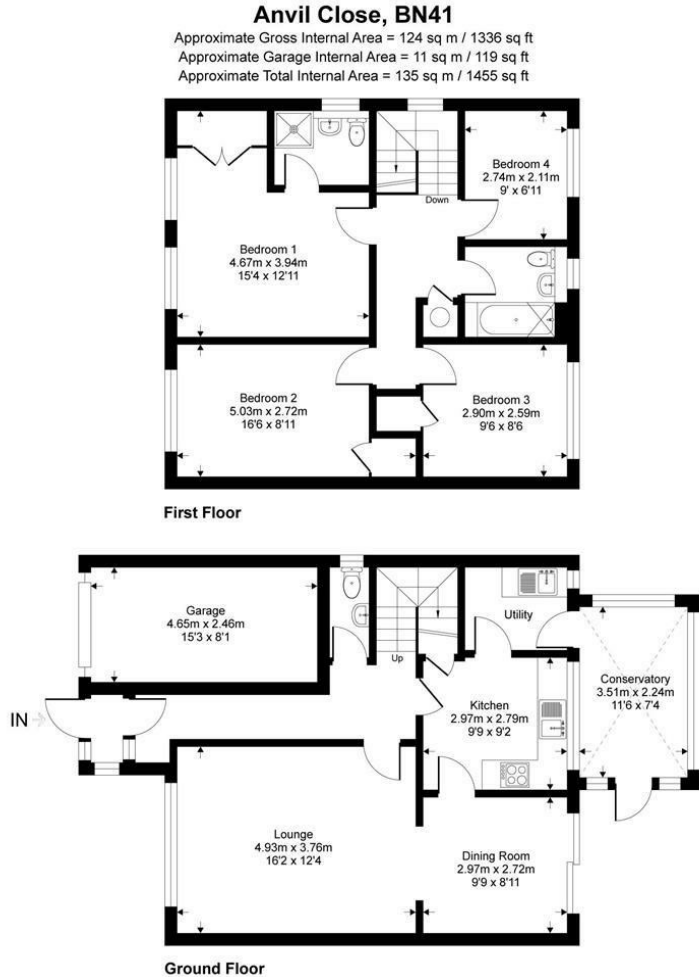 Anvil Close, BN41
Approximate Gross Internal Area = 124 sq m / 1336 sq ft
Approximate Garage Internal Area = 11 sq m / 119 sq ft
Approximate Total Internal Area = 135 sq m / 1455 sq ft
Bedroom 4
2.74m x 2.11m
9' x 6'11
Down
Bedroom 1
4.67m x 3.94m
15'4 x 12'11
Bedroom 2
5.03m x 2.72m
16'6 x 8'11
Bedroom 3
2.90m x 2.59m
9'6 x 8'6
First Floor
Garage
4.65m x 2.46m
15'3 x 8'1
Utility
Up
Conservatory
3.51m x 2.24m
11'6 x 7'4
Kitchen
2.97m x 2.79m
9'9 x 9'2
IN
Lounge
4.93m x 3.76m
16'2 x 12'4
Dining Room
2.97m x 2.72m
9'9 x 8'11
Ground Floor